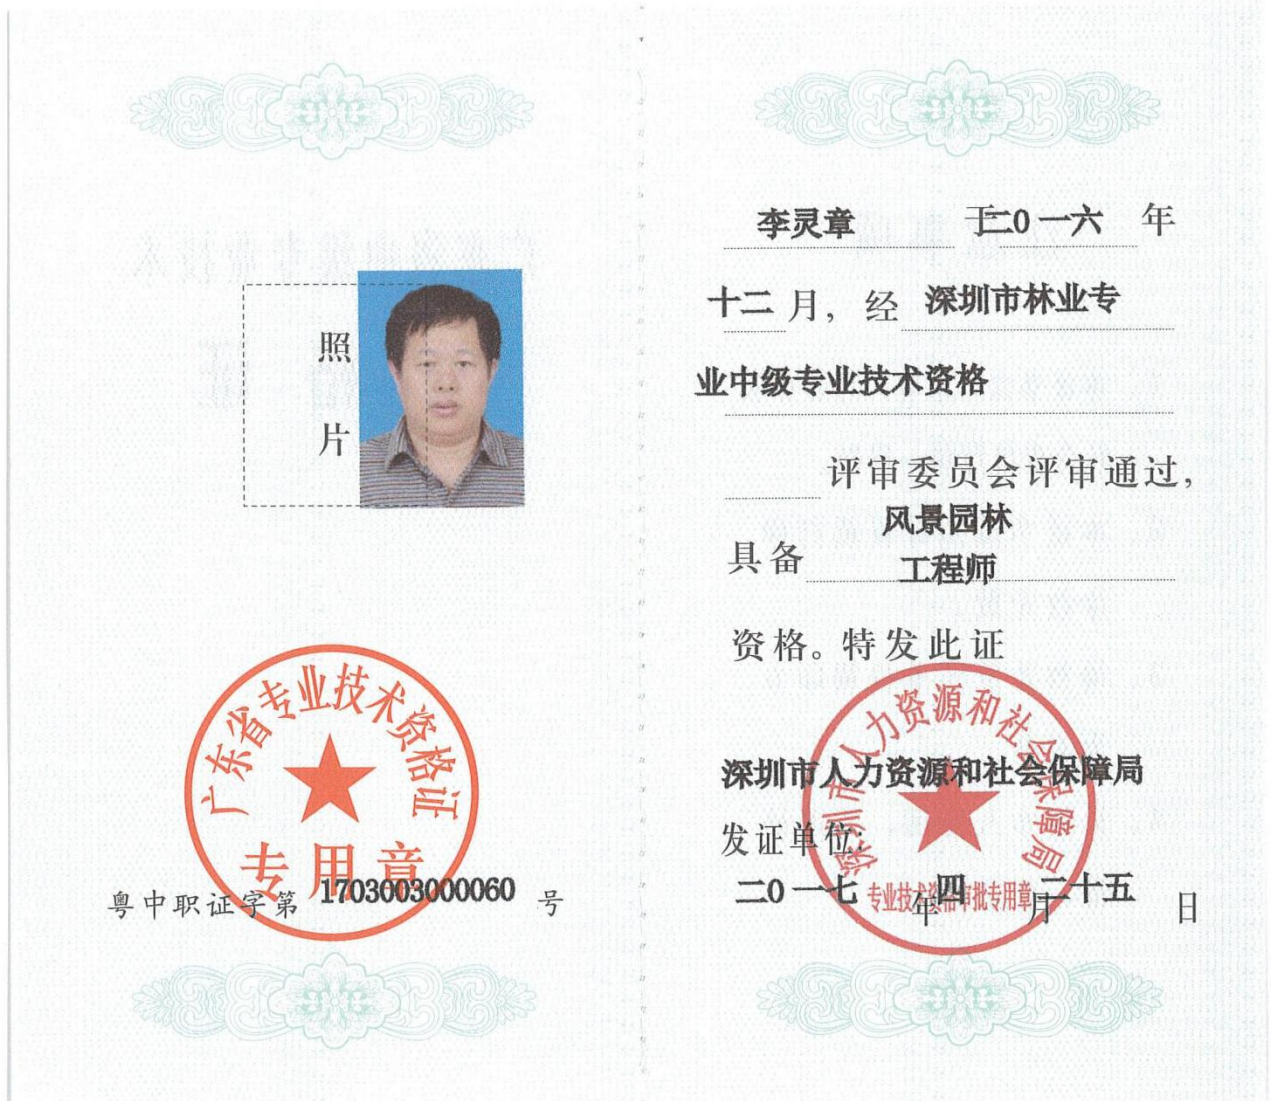 照
片
广东省专业技术资格证
专用章
粤中职证字第 1703003000060 号
李灵章 于二0一六 年
十二 月，经 深圳市林业专
业中级专业技术资格
评审委员会评审通过，
风景园林
具备 工程师
资格。特发此证
深圳市人力资源和社会保障局
深圳市人力资源和社会保障局
发证单位：
专业技术资格审批专用章
二0一七 年 四 月 二十五 日